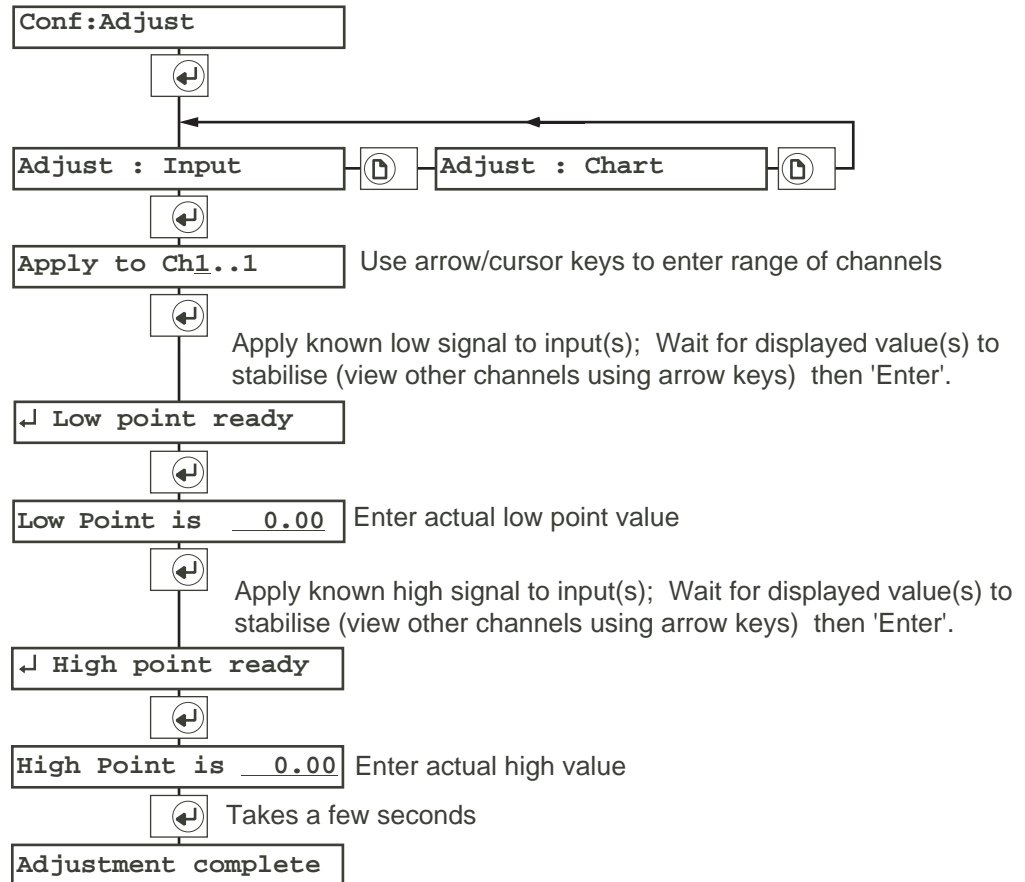 Conf:Adjust
Adjust : Input
Adjust : Chart
Apply to Ch1..1
Use arrow/cursor keys to enter range of channels
Apply known low signal to input(s);  Wait for displayed value(s) to
stabilise (view other channels using arrow keys)  then 'Enter'.
↵ Low point ready
Low Point is 0.00
Enter actual low point value
Apply known high signal to input(s);  Wait for displayed value(s) to
stabilise (view other channels using arrow keys)  then 'Enter'.
↵ High point ready
High Point is 0.00
Enter actual high value
Takes a few seconds
Adjustment complete